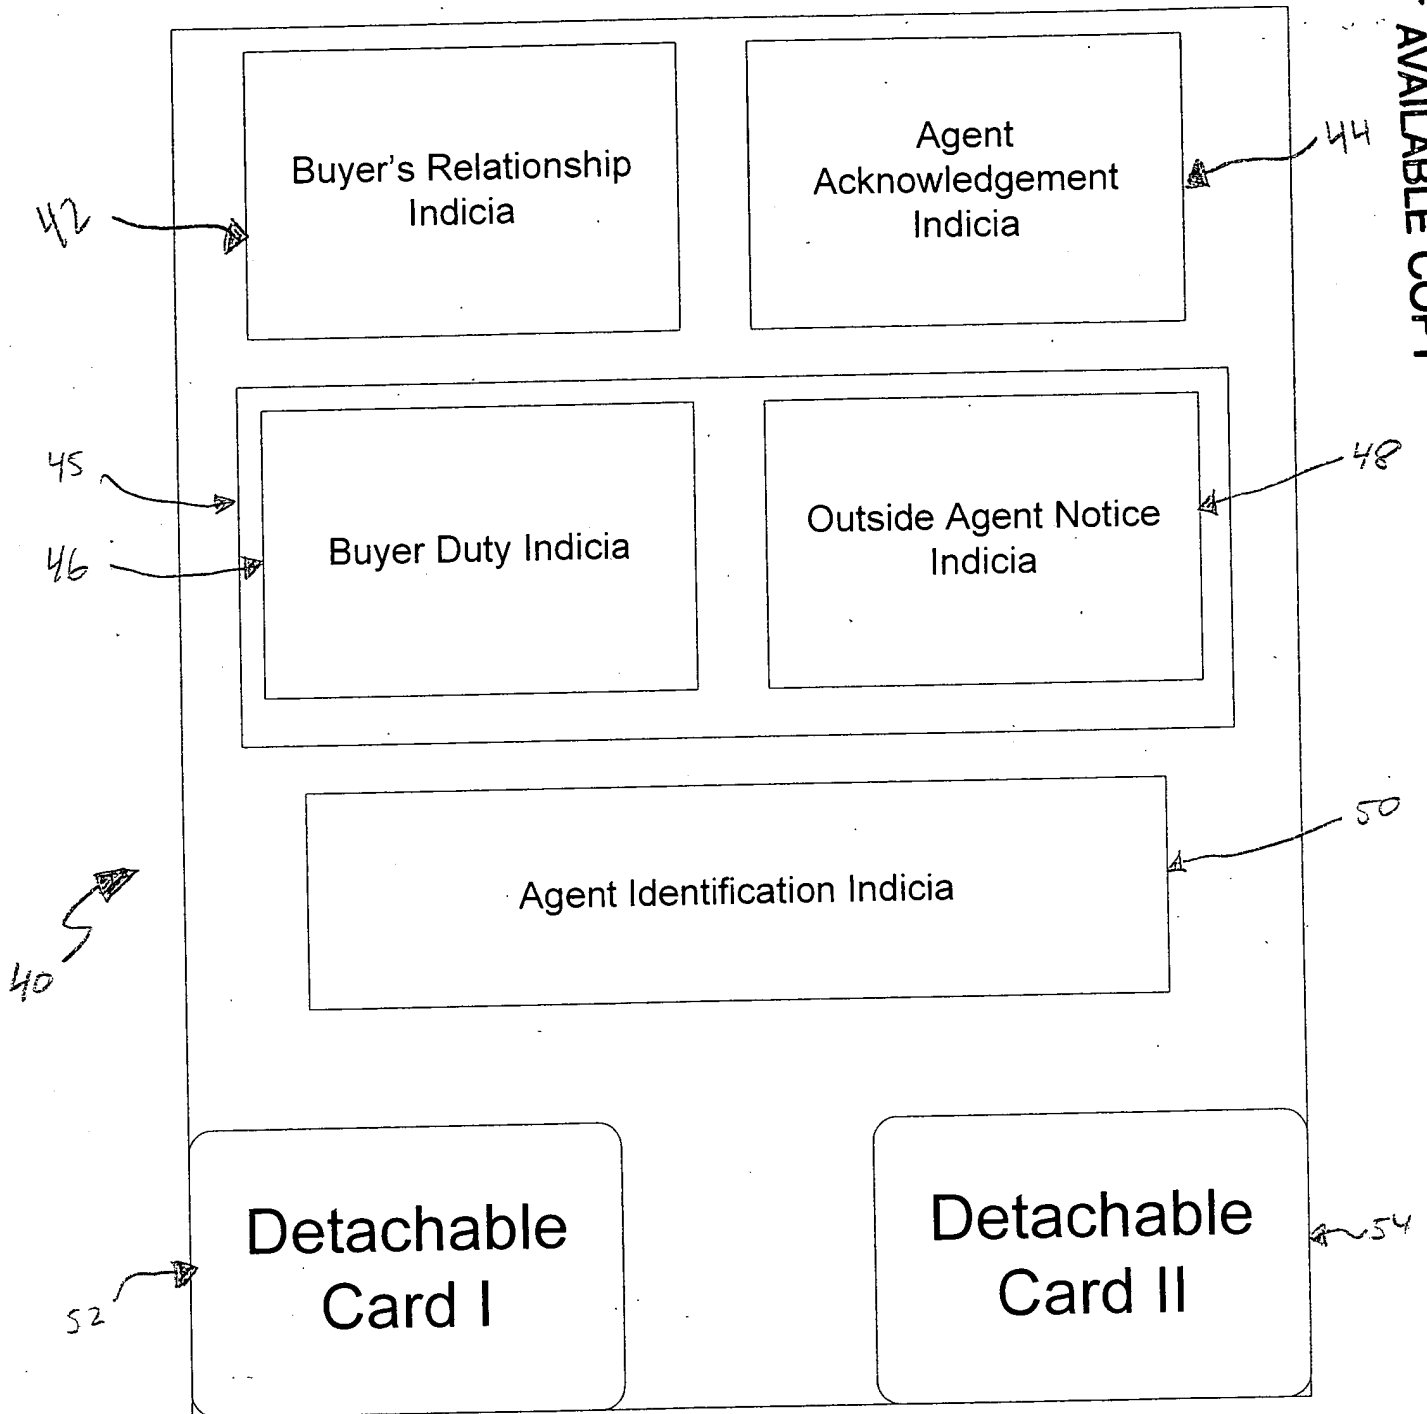 AVAILABLE COPY
Buyer's Relationship
Indicia
Agent
Acknowledgement
Indicia
42
44
45
46
Buyer Duty Indicia
Outside Agent Notice
Indicia
48
Agent Identification Indicia
50
40
Detachable
Card I
Detachable
Card II
52
54